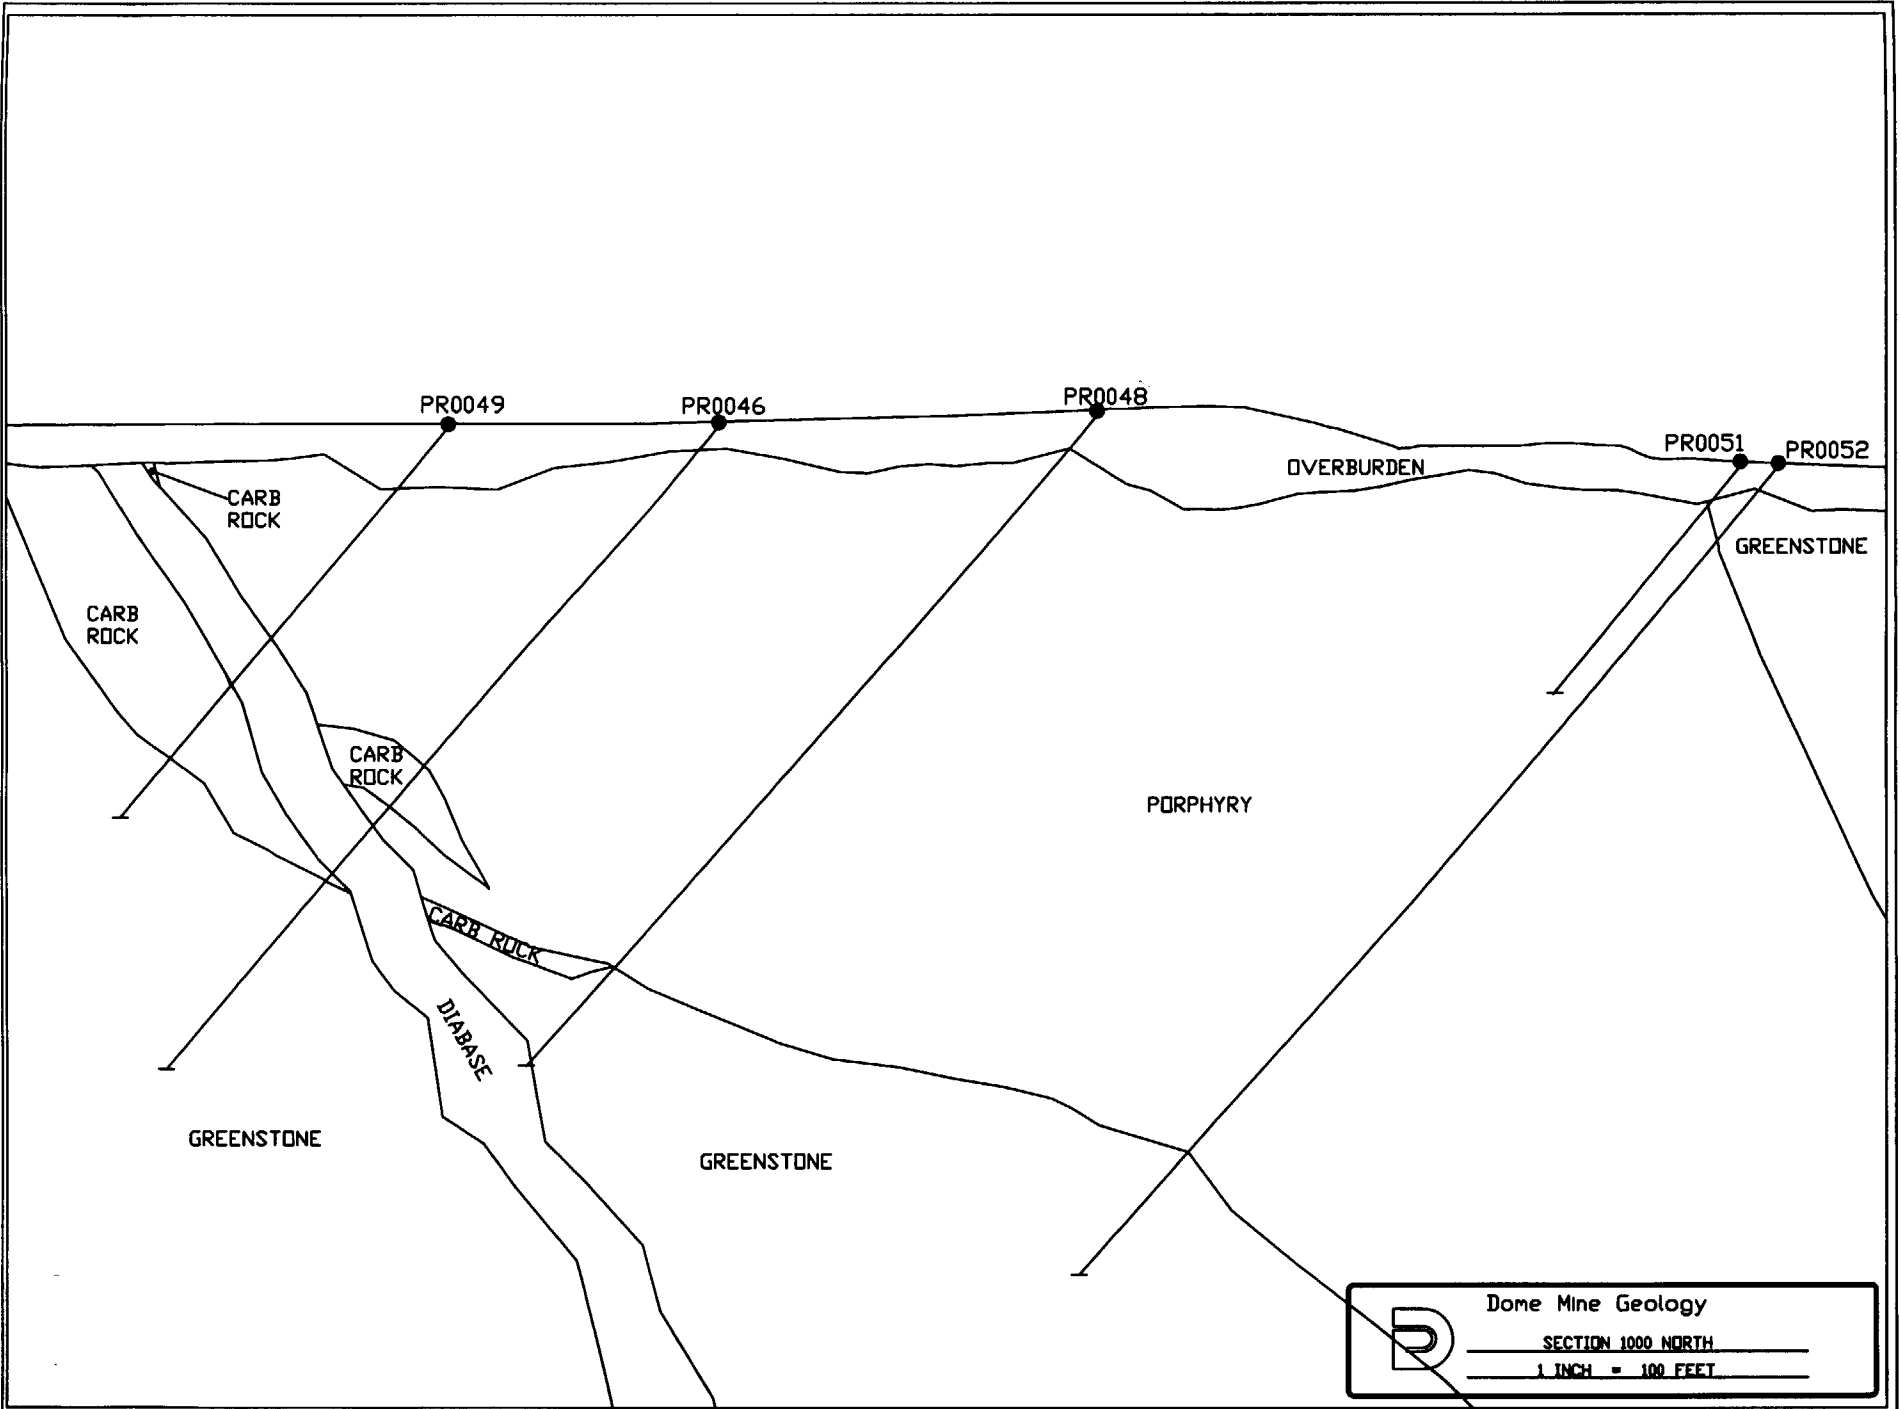 PR0049
PR0046
PR0048
PR0051
PR0052
OVERBURDEN
CARB
ROCK
GREENSTONE
CARB
ROCK
CARB
ROCK
PORPHYRY
CARB ROCK
DIABASE
GREENSTONE
GREENSTONE
Dome Mine Geology
SECTION 1000 NORTH
1 INCH = 100 FEET